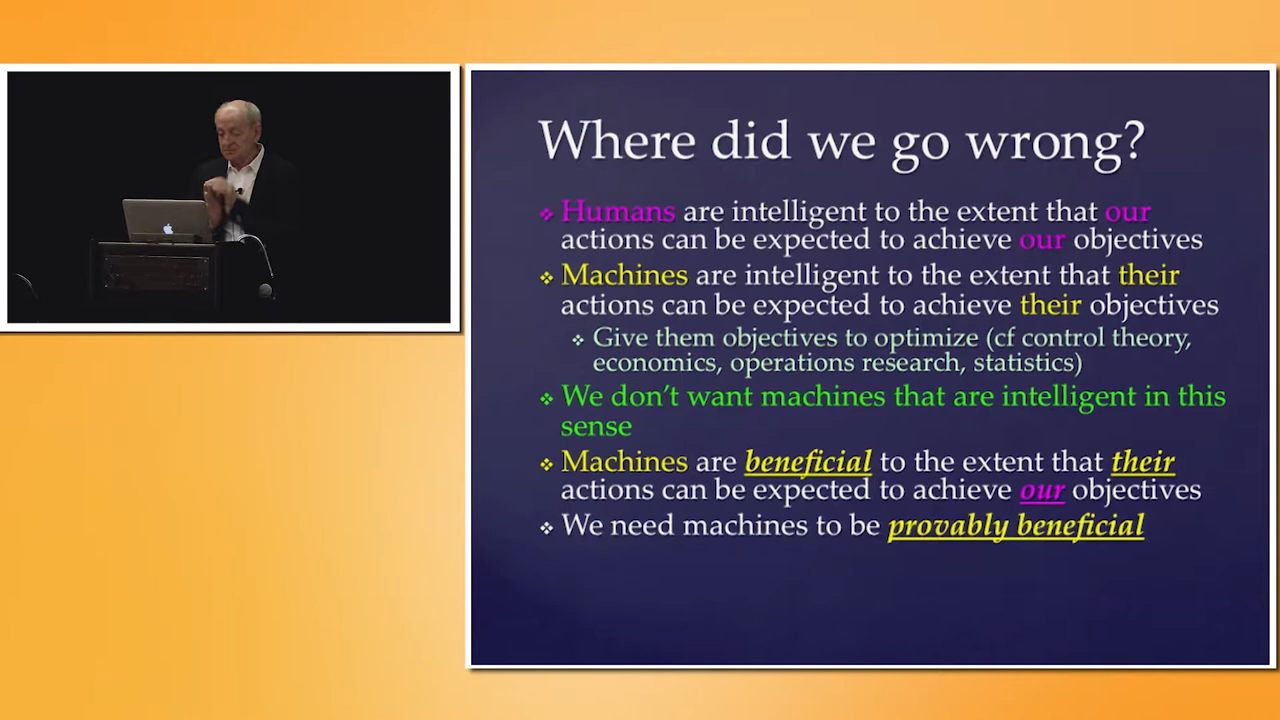 Where did we go wrong?
❖ Humans are intelligent to the extent that our
actions can be expected to achieve our objectives
❖ Machines are intelligent to the extent that their
actions can be expected to achieve their objectives
❖ Give them objectives to optimize (cf control theory,
economics, operations research, statistics)
❖ We don’t want machines that are intelligent in this
sense
❖ Machines are beneficial to the extent that their
actions can be expected to achieve our objectives
❖ We need machines to be provably beneficial